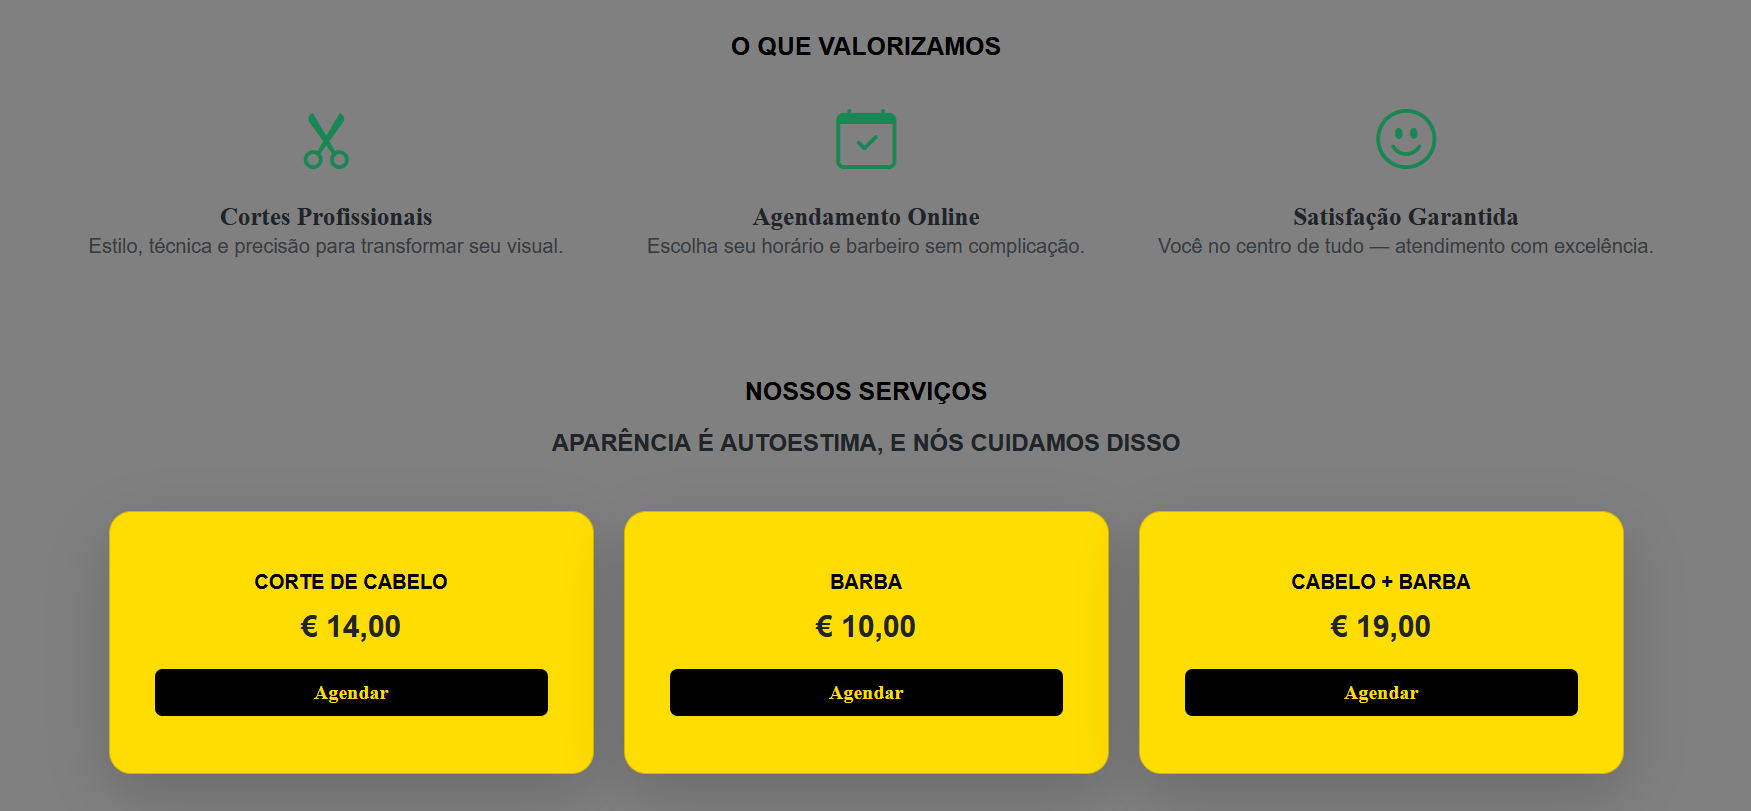 O QUE VALORIZAMOS
Cortes Profissionais
Estilo, técnica e precisão para transformar seu visual.
Agendamento Online
Escolha seu horário e barbeiro sem complicação.
Satisfação Garantida
Você no centro de tudo — atendimento com excelência.
NOSSOS SERVIÇOS
APARÊNCIA É AUTOESTIMA, E NÓS CUIDAMOS DISSO
CORTE DE CABELO
€ 14,00
Agendar
BARBA
€ 10,00
Agendar
CABELO + BARBA
€ 19,00
Agendar